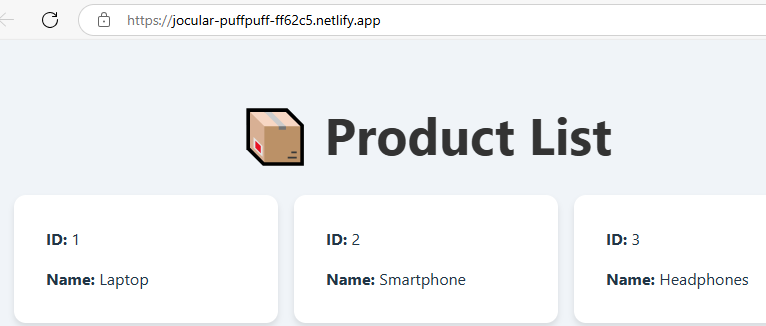 https://jocular-puffpuff-ff62c5.netlify.app
Product List
ID: 1
Name: Laptop
ID: 2
Name: Smartphone
ID: 3
Name: Headphones